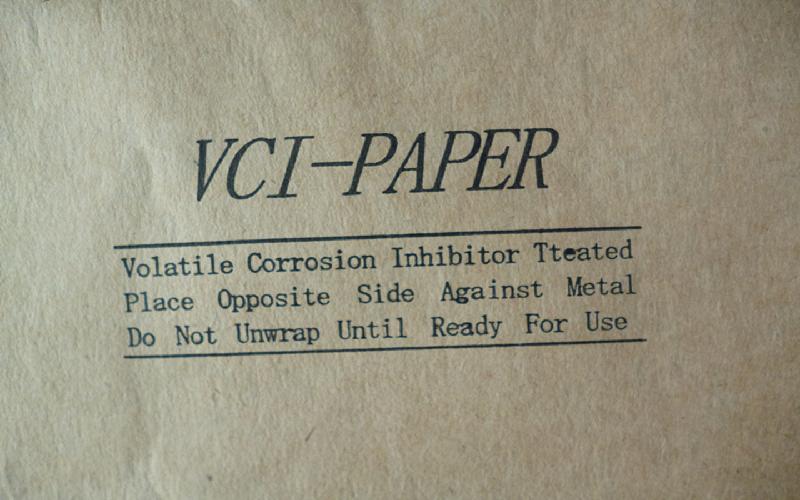 VCI-PAPER
Volatile Corrosion Inhibitor Tteated
Place Opposite Side Against Metal
Do Not Unwrap Until Ready For Use